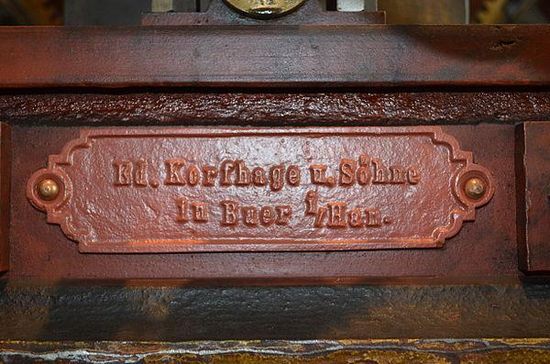 Ed. Korfhage u. Söhne
in Buer i/Han.